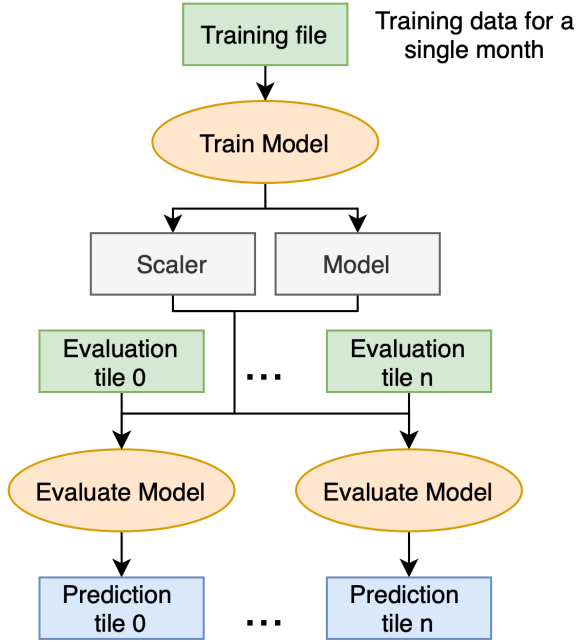 Training file
Training data for a
single month
Train Model
Scaler
Model
Evaluation
tile 0
...
Evaluation
tile n
Evaluate Model
Evaluate Model
Prediction
tile 0
...
Prediction
tile n